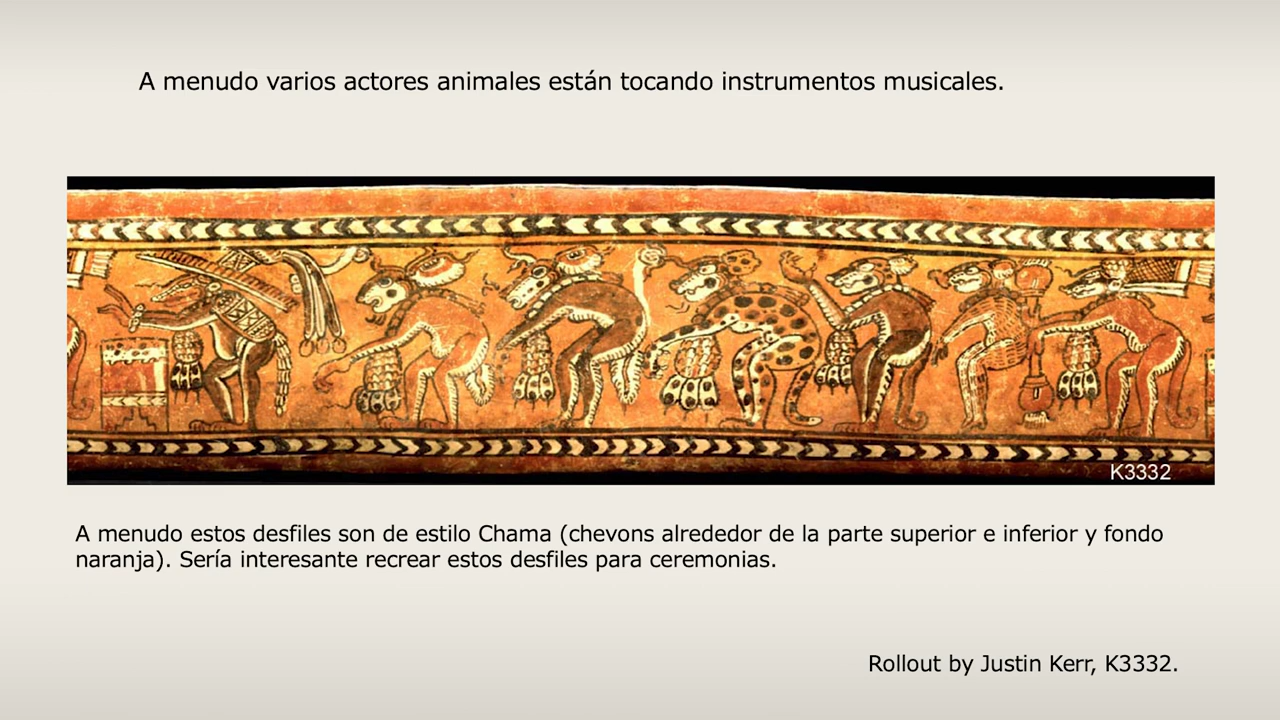 A menudo varios actores animales están tocando instrumentos musicales.
K3332
A menudo estos desfiles son de estilo Chama (chevons alrededor de la parte superior e inferior y fondo
naranja). Sería interesante recrear estos desfiles para ceremonias.
Rollout by Justin Kerr, K3332.